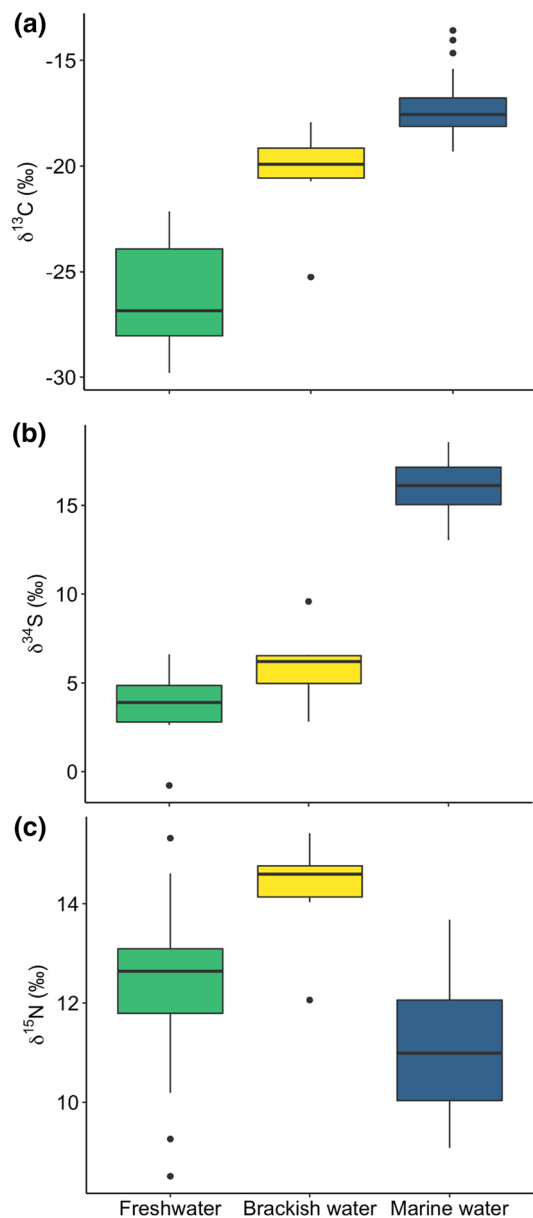 (a)
-15
-20
-25
-30
δ¹³C (‰)
(b)
15
10
5
0
δ³⁴S (‰)
(c)
14
12
10
δ¹⁵N (‰)
Freshwater Brackish water Marine water